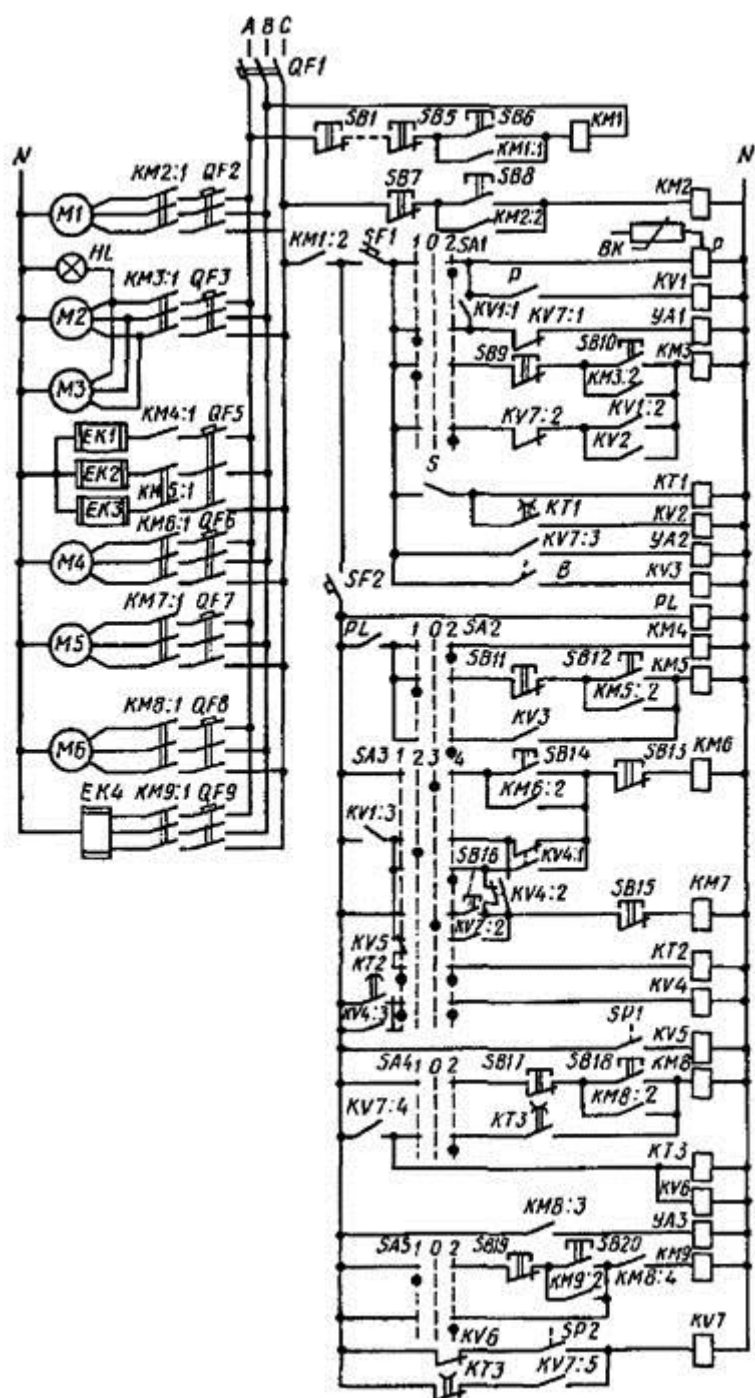 A B C
QF1
SB1 SB5 SB6 KM1
KM1:1
N N
KM2:1 QF2
M1
SB7 SB8 KM2
KM2:2
HL
KM1:2 SF1 1 0 2 SA1 BK P
KM3:1 QF3
M2
P KV1
KV1:1 KV7:1 УА1
SB9 SB10 KM3
KM3:2
M3
KV7:2 KV1:2
KV2
EK1 KM4:1 QF5
EK2
EK3 KM5:1
S KT1
KT1 KV2
KM6:1 QF6
M4
KV7:3 УА2
SF2 B KV3
KM7:1 QF7
M5
PL
PL 1 0 2 SA2 KM4
SB11 SB12 KM5
KM5:2
KV3
KM8:1 QF8
M6
SA3 1 2 3 4 SB14 SB13 KM6
KM6:2
EK4 KM9:1 QF9
KV1:3
KV4:1
SB16
KV4:2 SB15 KM7
KV7:2
KV5
KT2 KT2
KV4:3 KV4
SP1 KV5
SA4 1 0 2 SB17 SB18 KM8
KM8:2
KV7:4 KT3
KT3
KV6
KM8:3 УА3
SA5 1 0 2 SB19 SB20 KM9
KM9:2 KM8:4
KV6 SP2 KV7
KT3 KV7:5